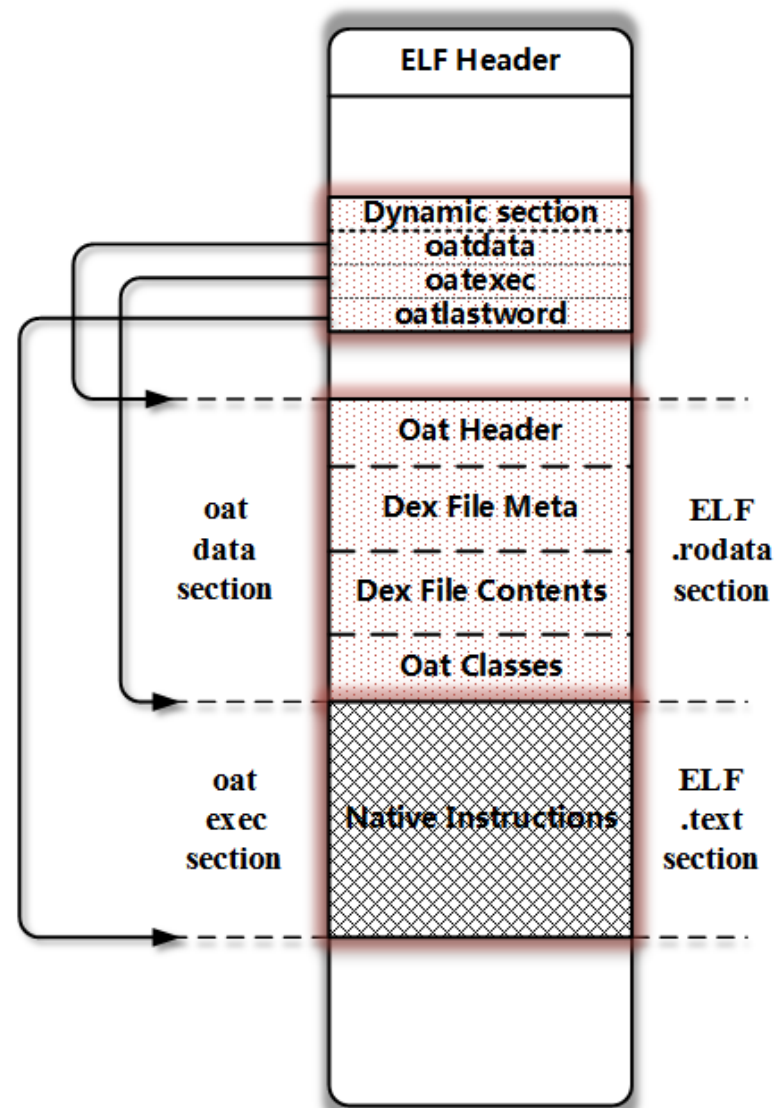 ELF Header
Dynamic section
oatdata
oatexec
oatlastword
Oat Header
Dex File Meta
Dex File Contents
Oat Classes
oat
data
section
ELF
.rodata
section
Native Instructions
oat
exec
section
ELF
.text
section